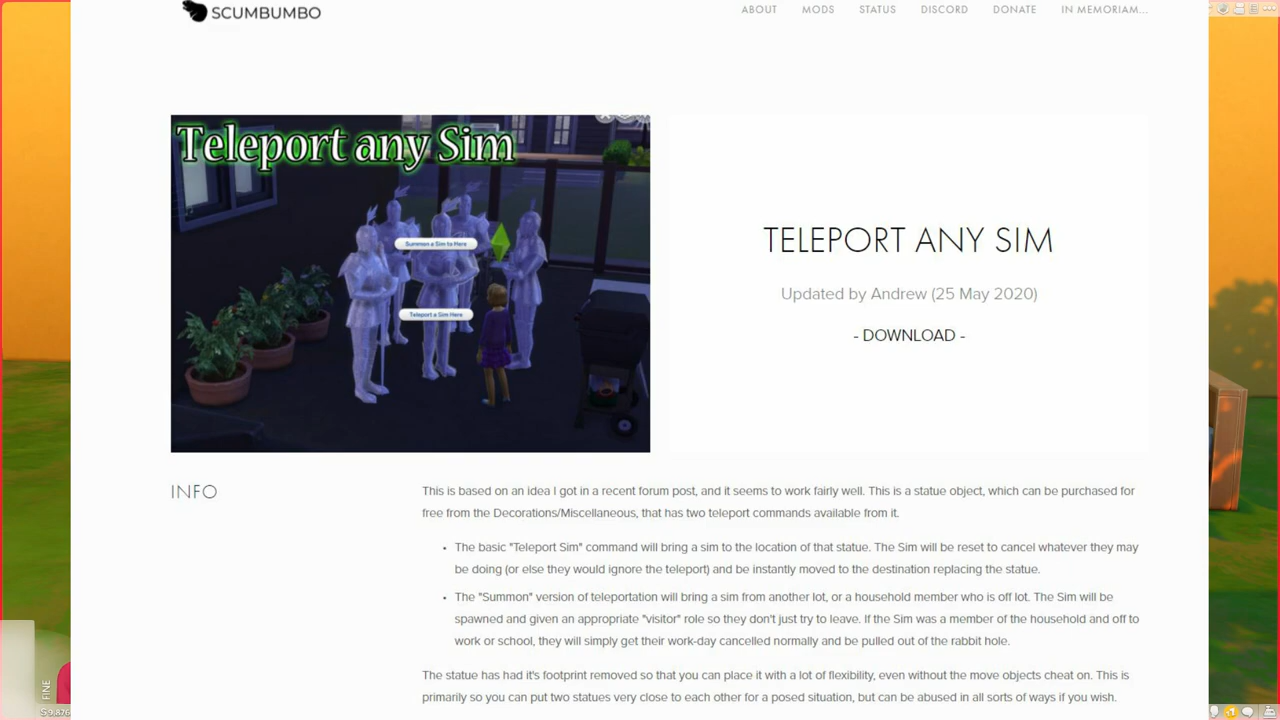 SCUMBUMBO
ABOUT MODS STATUS DISCORD DONATE IN MEMORIAM...
Teleport any Sim
Summon a Sim to Here
Teleport a Sim Here
TELEPORT ANY SIM
Updated by Andrew (25 May 2020)
- DOWNLOAD -
INFO
This is based on an idea I got in a recent forum post, and it seems to work fairly well. This is a statue object, which can be purchased for
free from the Decorations/Miscellaneous, that has two teleport commands available from it.
• The basic "Teleport Sim" command will bring a sim to the location of that statue. The Sim will be reset to cancel whatever they may
be doing (or else they would ignore the teleport) and be instantly moved to the destination replacing the statue.
• The "Summon" version of teleportation will bring a sim from another lot, or a household member who is off lot. The Sim will be
spawned and given an appropriate "visitor" role so they don't just try to leave. If the Sim was a member of the household and off to
work or school, they will simply get their work-day cancelled normally and be pulled out of the rabbit hole.
The statue has had it's footprint removed so that you can place it with a lot of flexibility, even without the move objects cheat on. This is
primarily so you can put two statues very close to each other for a posed situation, but can be abused in all sorts of ways if you wish.
FINE